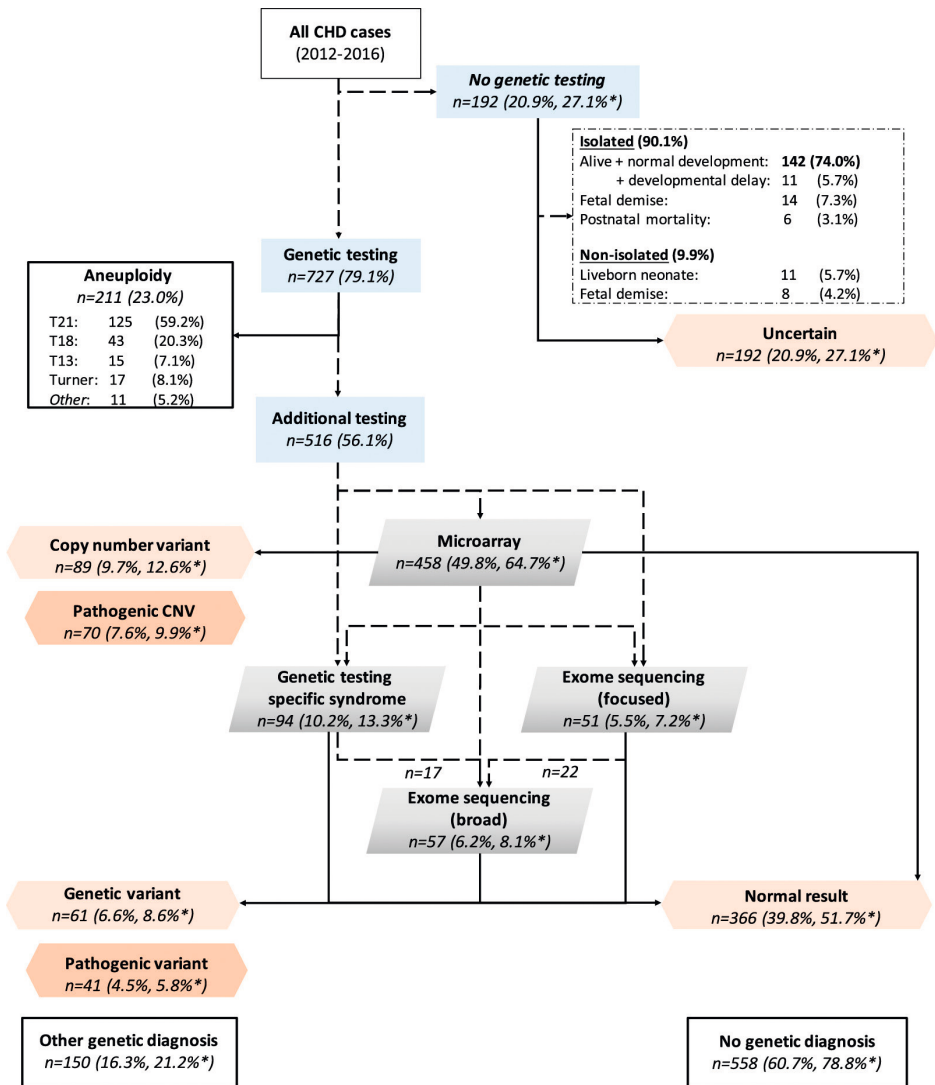 All CHD cases
(2012-2016)
No genetic testing
n=192 (20.9%, 27.1%*)
Isolated (90.1%)
Alive + normal development: 142 (74.0%)
+ developmental delay: 11 (5.7%)
Fetal demise: 14 (7.3%)
Postnatal mortality: 6 (3.1%)
Non-isolated (9.9%)
Liveborn neonate: 11 (5.7%)
Fetal demise: 8 (4.2%)
Genetic testing
n=727 (79.1%)
Aneuploidy
n=211 (23.0%)
T21: 125 (59.2%)
T18: 43 (20.3%)
T13: 15 (7.1%)
Turner: 17 (8.1%)
Other: 11 (5.2%)
Uncertain
n=192 (20.9%, 27.1%*)
Additional testing
n=516 (56.1%)
Microarray
n=458 (49.8%, 64.7%*)
Copy number variant
n=89 (9.7%, 12.6%*)
Pathogenic CNV
n=70 (7.6%, 9.9%*)
Genetic testing
specific syndrome
n=94 (10.2%, 13.3%*)
Exome sequencing
(focused)
n=51 (5.5%, 7.2%*)
n=17
n=22
Exome sequencing
(broad)
n=57 (6.2%, 8.1%*)
Genetic variant
n=61 (6.6%, 8.6%*)
Normal result
n=366 (39.8%, 51.7%*)
Pathogenic variant
n=41 (4.5%, 5.8%*)
Other genetic diagnosis
n=150 (16.3%, 21.2%*)
No genetic diagnosis
n=558 (60.7%, 78.8%*)